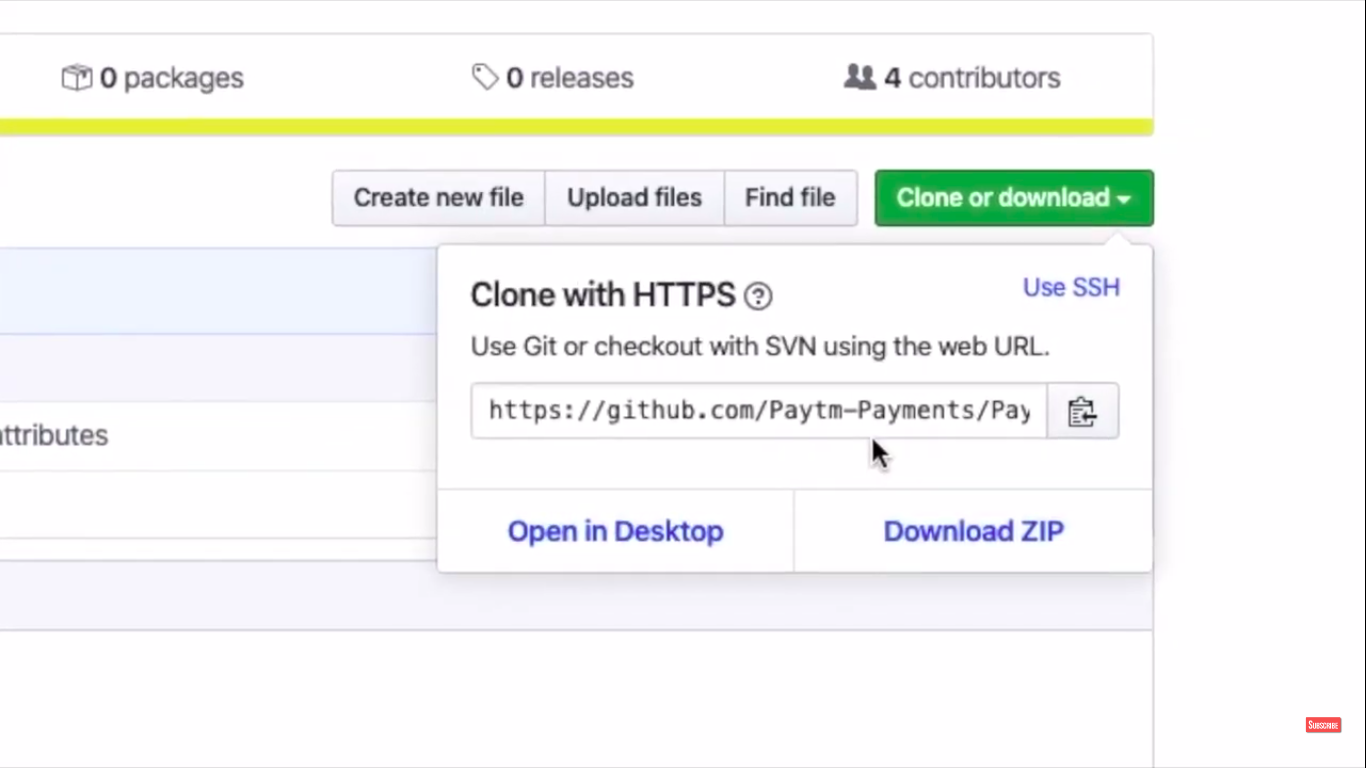 0 packages
0 releases
4 contributors
Create new file
Upload files
Find file
Clone or download
Clone with HTTPS ?
Use SSH
Use Git or checkout with SVN using the web URL.
https://github.com/Paytm-Payments/Pay
ttributes
Open in Desktop
Download ZIP
SUBSCRIBE